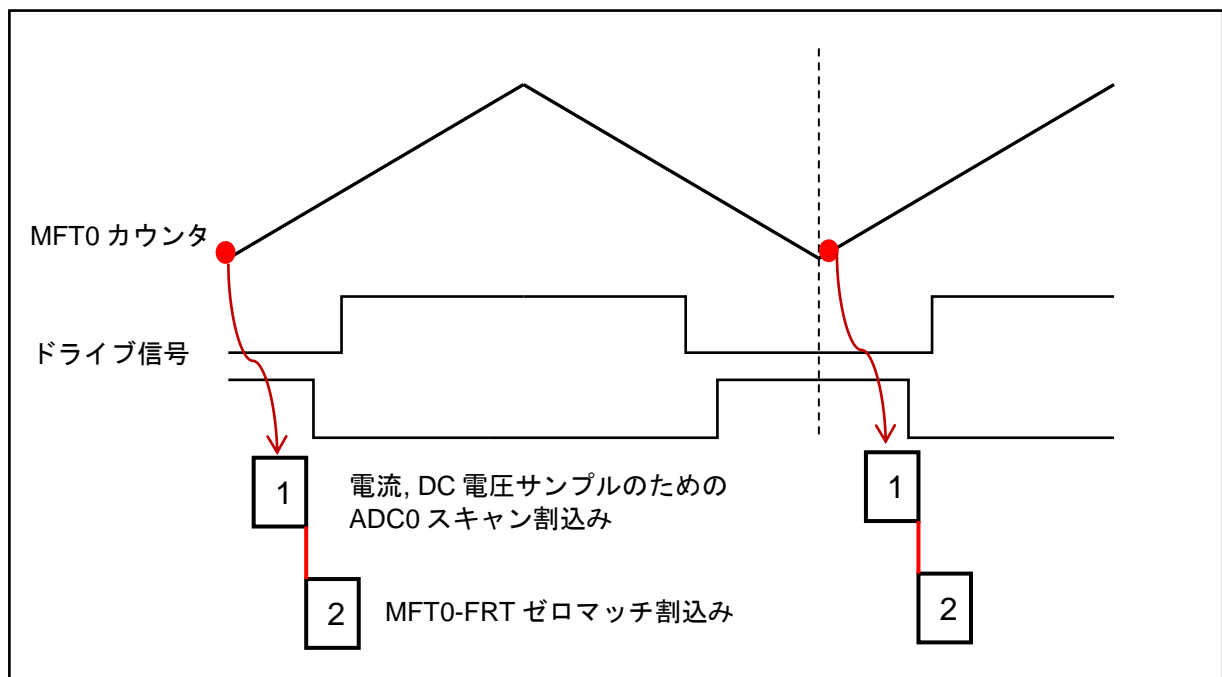 MFT0 カウンタ
ドライブ信号
1
電流, DC 電圧サンプルのための
ADC0 スキャン割込み
1
2
MFT0-FRT ゼロマッチ割込み
2